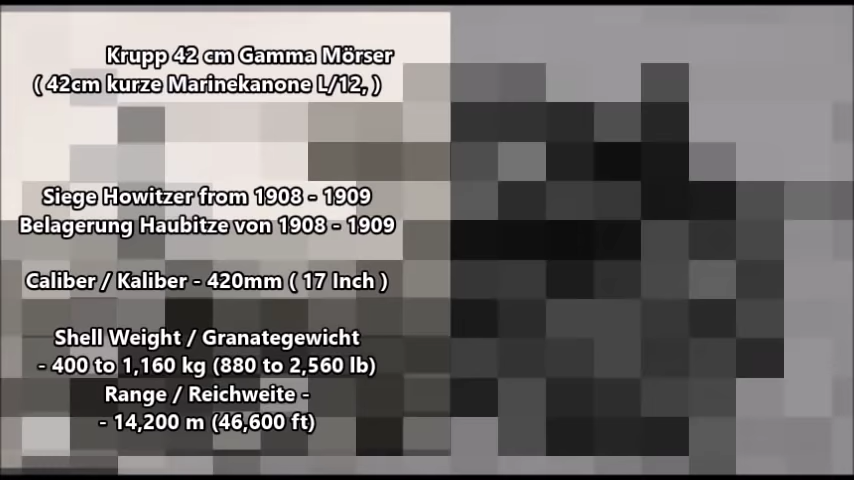 Krupp 42 cm Gamma Mörser
( 42cm kurze Marinekanone L/12, )
Siege Howitzer from 1908 - 1909
Belagerung Haubitze von 1908 - 1909
Caliber / Kaliber - 420mm ( 17 Inch )
Shell Weight / Granategewicht
- 400 to 1,160 kg (880 to 2,560 lb)
Range / Reichweite -
- 14,200 m (46,600 ft)